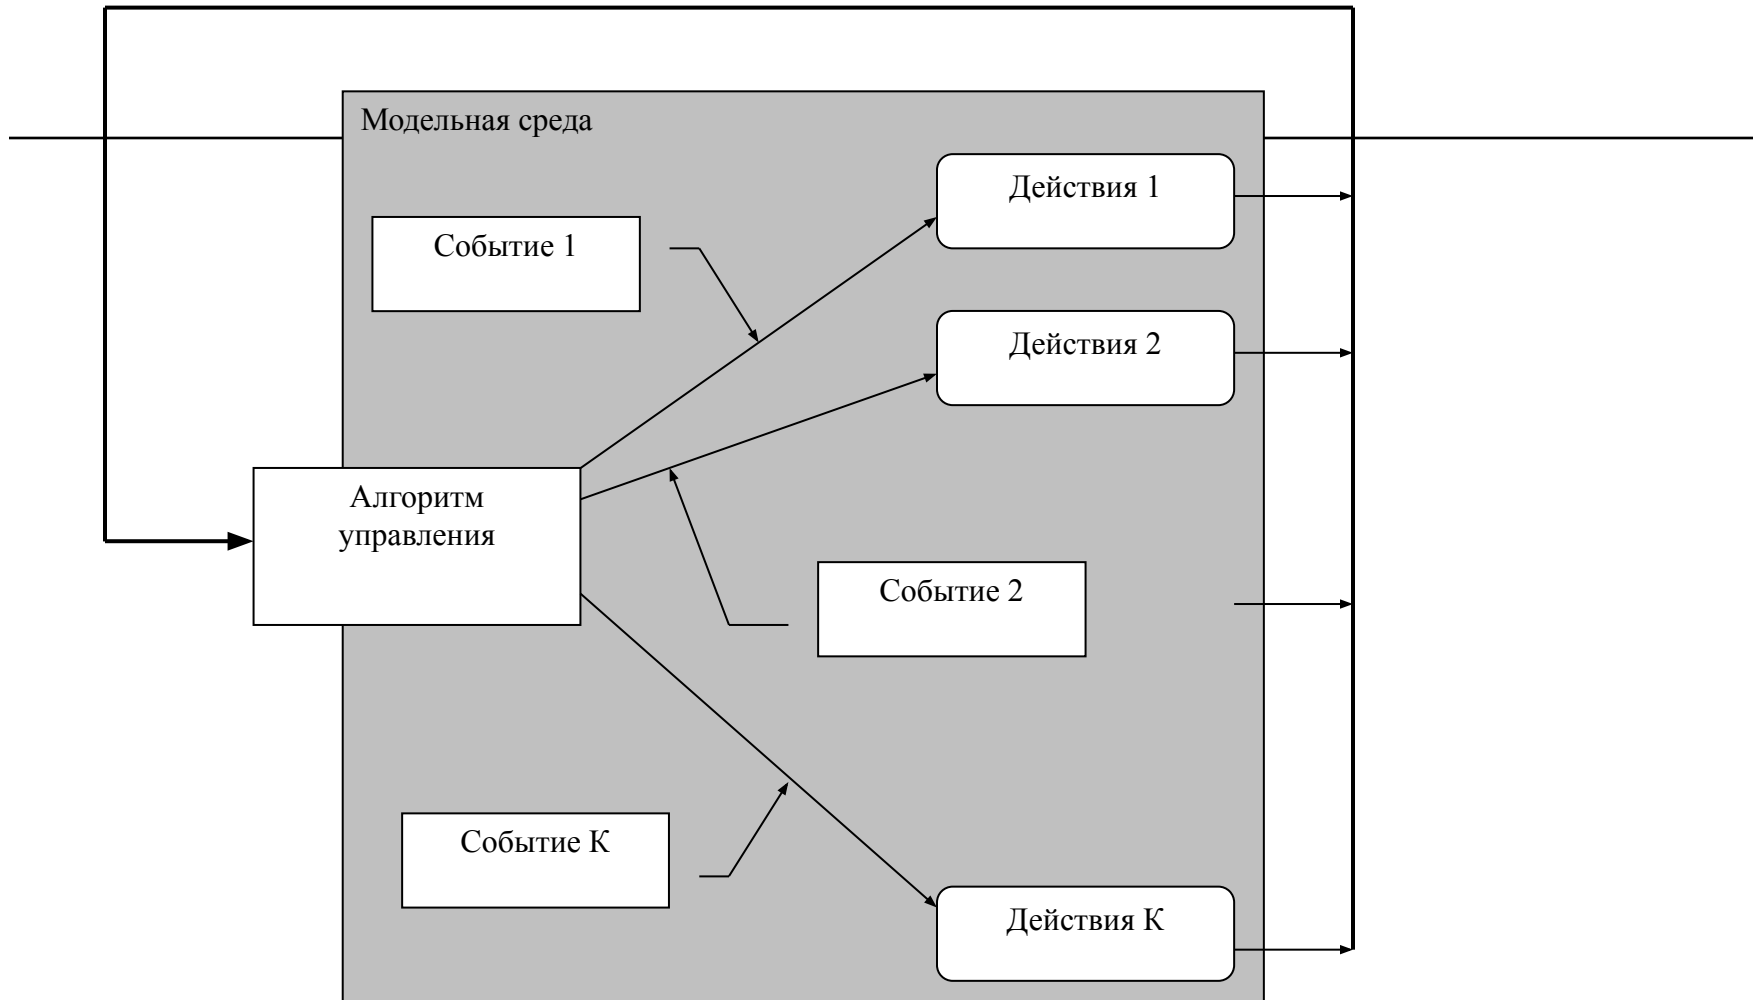 Модельная среда
Действия 1
Событие 1
Действия 2
Алгоритм
управления
Событие 2
Событие К
Действия К